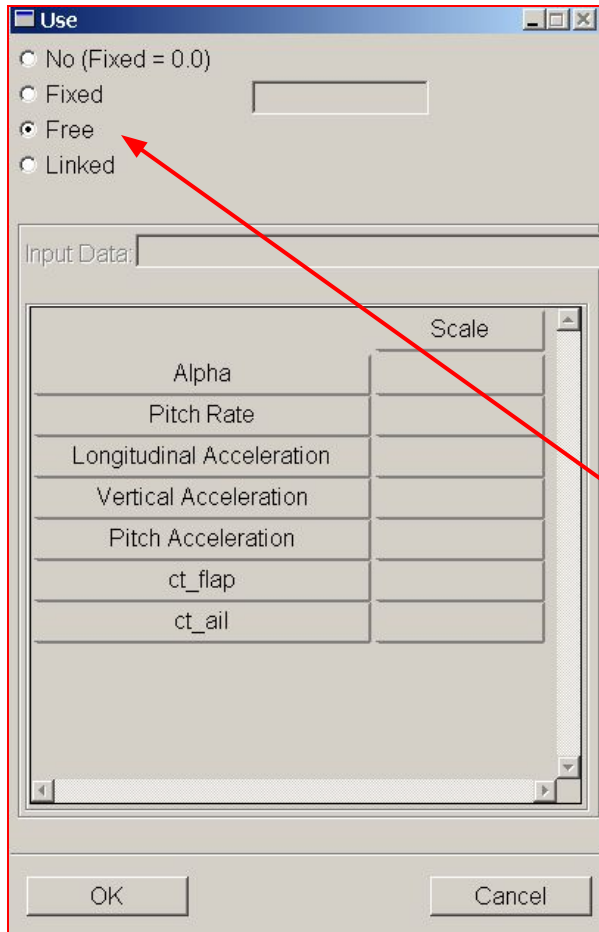 Use
No (Fixed = 0.0)
Fixed
Free
Linked
Input Data:
Scale
Alpha
Pitch Rate
Longitudinal Acceleration
Vertical Acceleration
Pitch Acceleration
ct_flap
ct_ail
OK
Cancel